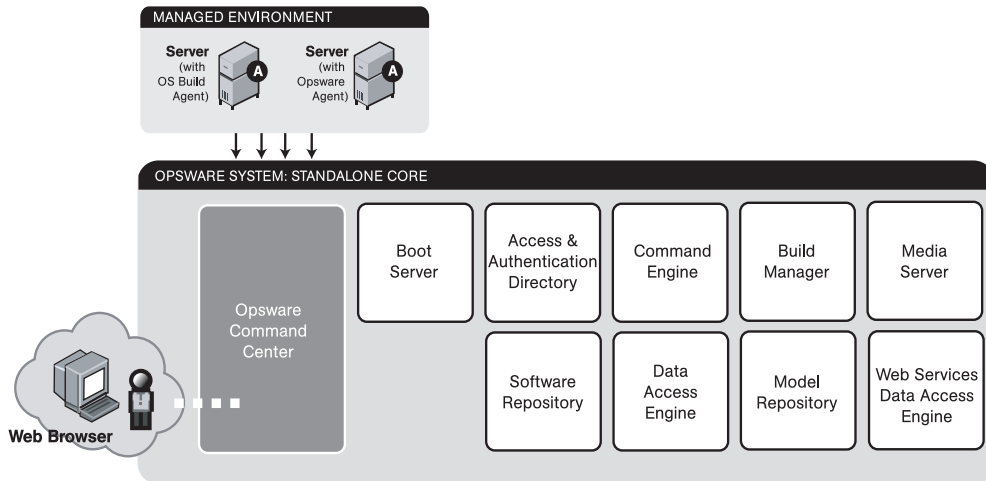 MANAGED ENVIRONMENT
Server
(with
OS Build
Agent)
A
Server
(with
Opsware
Agent)
A
OPSWARE SYSTEM: STANDALONE CORE
Opsware
Command
Center
Boot
Server
Access &
Authentication
Directory
Command
Engine
Build
Manager
Media
Server
Software
Repository
Data
Access
Engine
Model
Repository
Web Services
Data Access
Engine
Web Browser